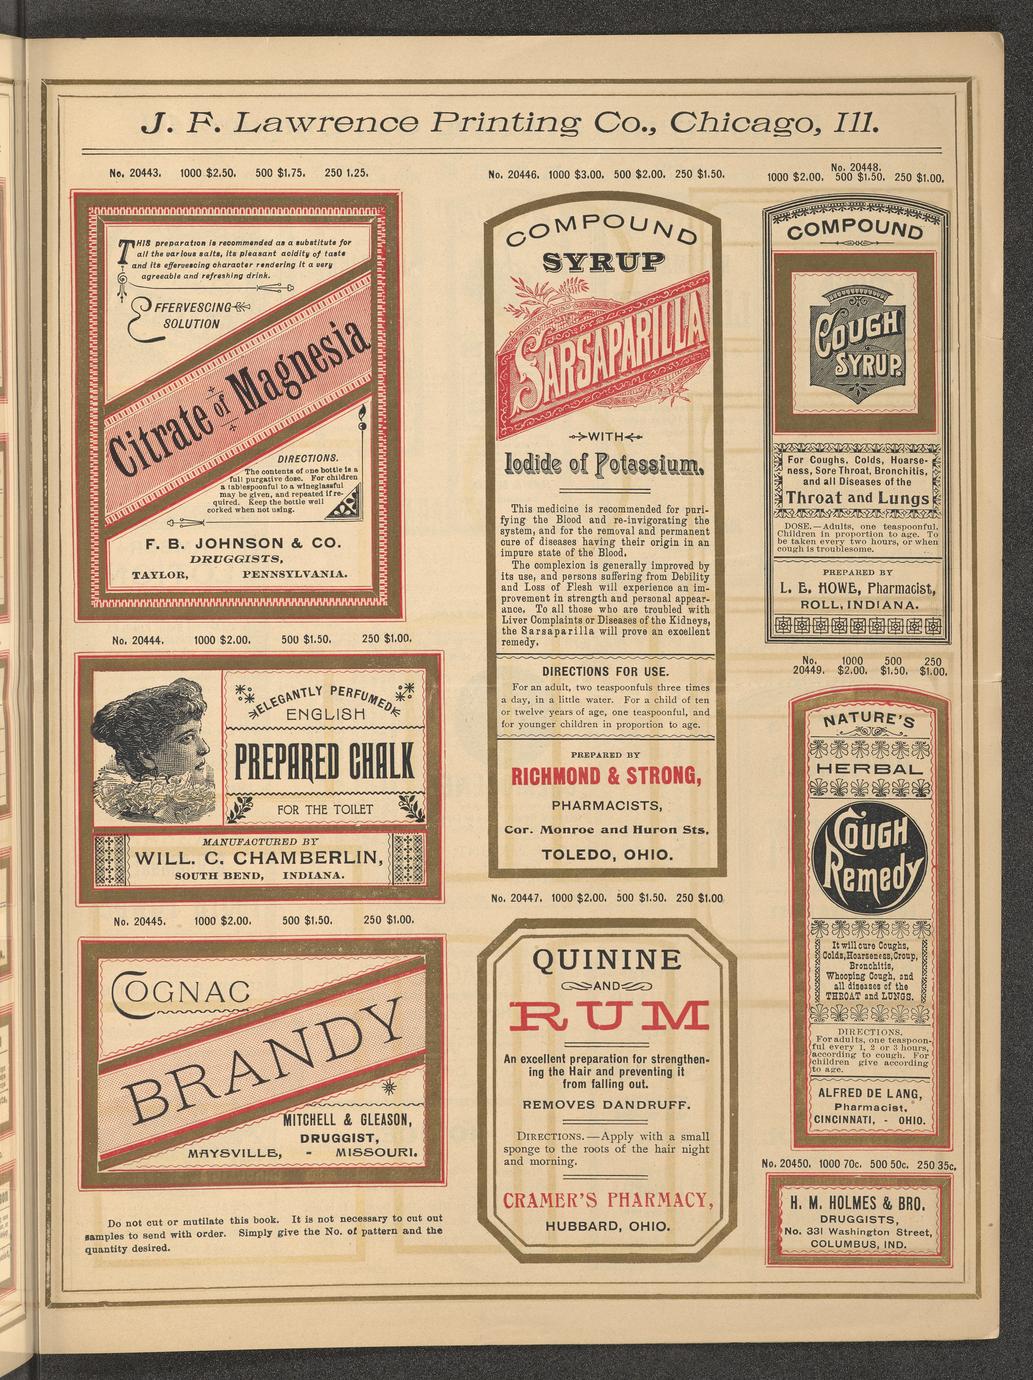 J. F. Lawrence Printing Co., Chicago, Ill.
No. 20443. 1000 $2.50. 500 $1.75. 250 1.25.
THIS preparation is recommended as a substitute for
all the various salts, its pleasant acidity of taste
and its effervescing character rendering it a very
agreeable and refreshing drink.
EFFERVESCING
SOLUTION
Citrate of Magnesia
DIRECTIONS.
The contents of one bottle is a
full purgative dose. For children
a tablespoonful to a wineglassful
may be given, and repeated if re-
quired. Keep the bottle well
corked when not using.
F. B. JOHNSON & CO.
DRUGGISTS,
TAYLOR, PENNSYLVANIA.
No. 20444. 1000 $2.00. 500 $1.50. 250 $1.00.
ELEGANTLY PERFUMED
ENGLISH
PREPARED CHALK
FOR THE TOILET
MANUFACTURED BY
WILL. C. CHAMBERLIN,
SOUTH BEND, INDIANA.
No. 20445. 1000 $2.00. 500 $1.50. 250 $1.00.
COGNAC
BRANDY
MITCHELL & GLEASON,
DRUGGIST,
MAYSVILLE, - MISSOURI.
Do not cut or mutilate this book. It is not necessary to cut out
samples to send with order. Simply give the No. of pattern and the
quantity desired.
No. 20446. 1000 $3.00. 500 $2.00. 250 $1.50.
COMPOUND
SYRUP
SARSAPARILLA
WITH
Iodide of Potassium.
This medicine is recommended for puri-
fying the Blood and re-invigorating the
system, and for the removal and permanent
cure of diseases having their origin in an
impure state of the Blood.
The complexion is generally improved by
its use, and persons suffering from Debility
and Loss of Flesh will experience an im-
provement in strength and personal appear-
ance. To all those who are troubled with
Liver Complaints or Diseases of the Kidneys,
the Sarsaparilla will prove an excellent
remedy.
DIRECTIONS FOR USE.
For an adult, two teaspoonfuls three times
a day, in a little water. For a child of ten
or twelve years of age, one teaspoonful, and
for younger children in proportion to age.
PREPARED BY
RICHMOND & STRONG,
PHARMACISTS,
Cor. Monroe and Huron Sts.
TOLEDO, OHIO.
No. 20447. 1000 $2.00. 500 $1.50. 250 $1.00
QUININE
AND
RUM
An excellent preparation for strengthen-
ing the Hair and preventing it
from falling out.
REMOVES DANDRUFF.
DIRECTIONS.—Apply with a small
sponge to the roots of the hair night
and morning.
CRAMER'S PHARMACY,
HUBBARD, OHIO.
No. 20448.
1000 $2.00. 500 $1.50. 250 $1.00.
COMPOUND
COUGH
SYRUP.
For Coughs, Colds, Hoarse-
ness, Sore Throat, Bronchitis,
and all Diseases of the
Throat and Lungs
DOSE.—Adults, one teaspoonful.
Children in proportion to age. To
be taken every two hours, or when
cough is troublesome.
PREPARED BY
L. E. HOWE, Pharmacist,
ROLL, INDIANA.
No. 1000 500 250
20449. $2.00. $1.50. $1.00.
NATURE'S
HERBAL
COUGH
Remedy
It will cure Coughs,
Colds, Hoarseness, Croup,
Bronchitis,
Whooping Cough, and
all diseases of the
THROAT and LUNGS.
DIRECTIONS.
For adults, one teaspoon-
ful every 1, 2 or 3 hours,
according to cough. For
children give according
to age.
ALFRED DE LANG,
Pharmacist,
CINCINNATI, - OHIO.
No. 20450. 1000 70c. 500 50c. 250 35c.
H. M. HOLMES & BRO.
DRUGGISTS,
No. 331 Washington Street,
COLUMBUS, IND.